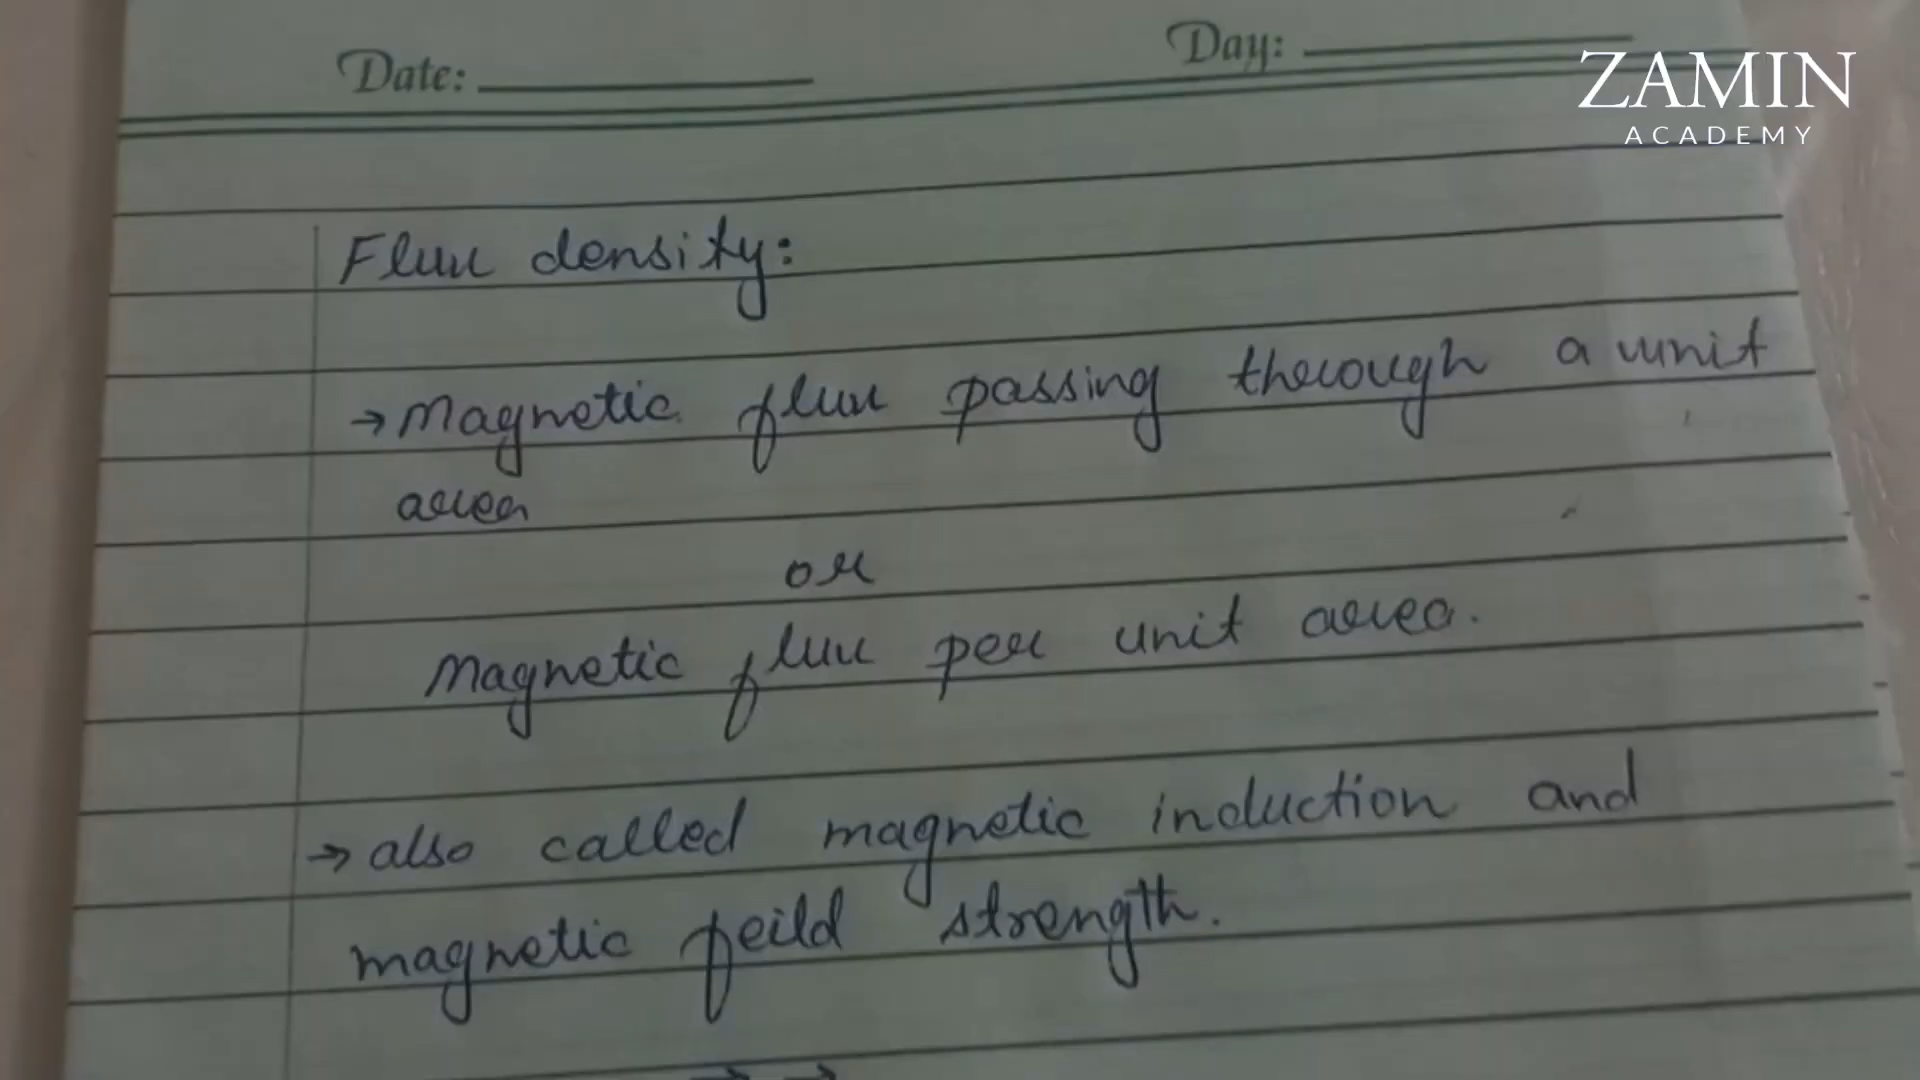 Date:
Day:
ZAMIN
ACADEMY
Flux density:
→ Magnetic flux passing through a unit
area
or
Magnetic flux per unit area.
→ also called magnetic induction and
magnetic feild strength.